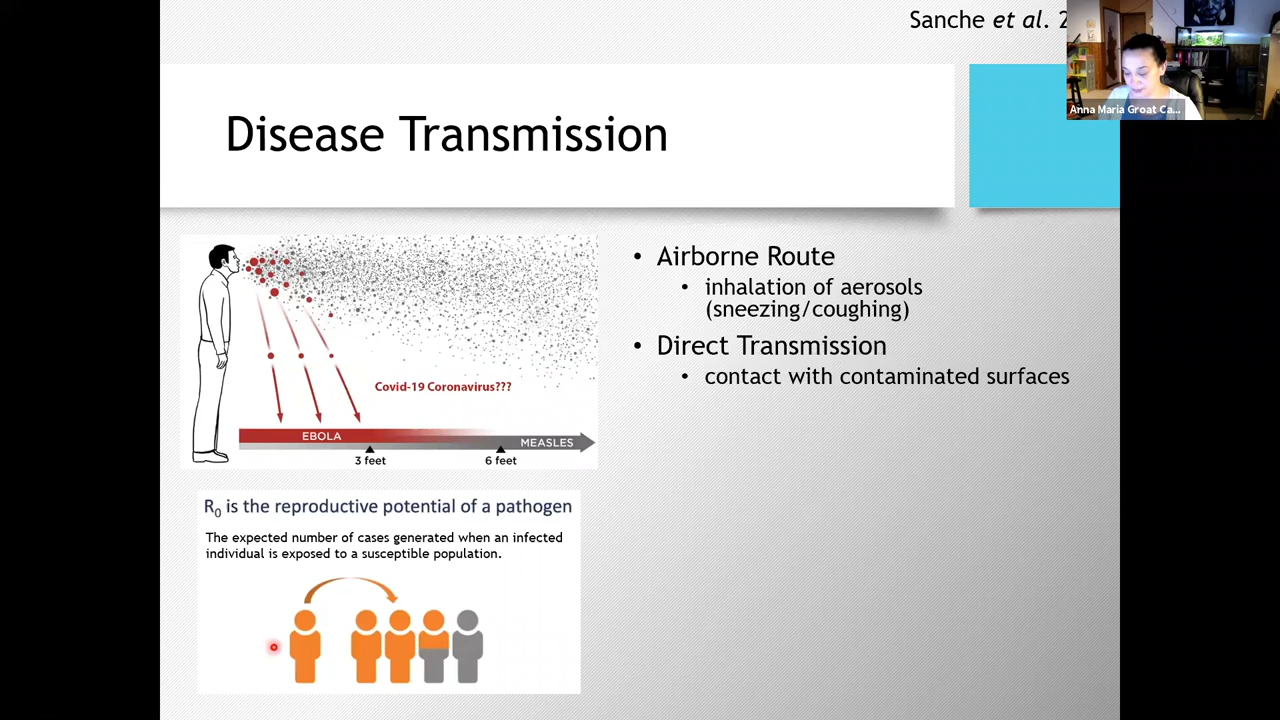 Sanche et al. 2
Anna Maria Groat Ca...
Disease Transmission
• Airborne Route
• inhalation of aerosols
(sneezing/coughing)
• Direct Transmission
• contact with contaminated surfaces
Covid-19 Coronavirus???
EBOLA
MEASLES
3 feet
6 feet
R0 is the reproductive potential of a pathogen
The expected number of cases generated when an infected
individual is exposed to a susceptible population.